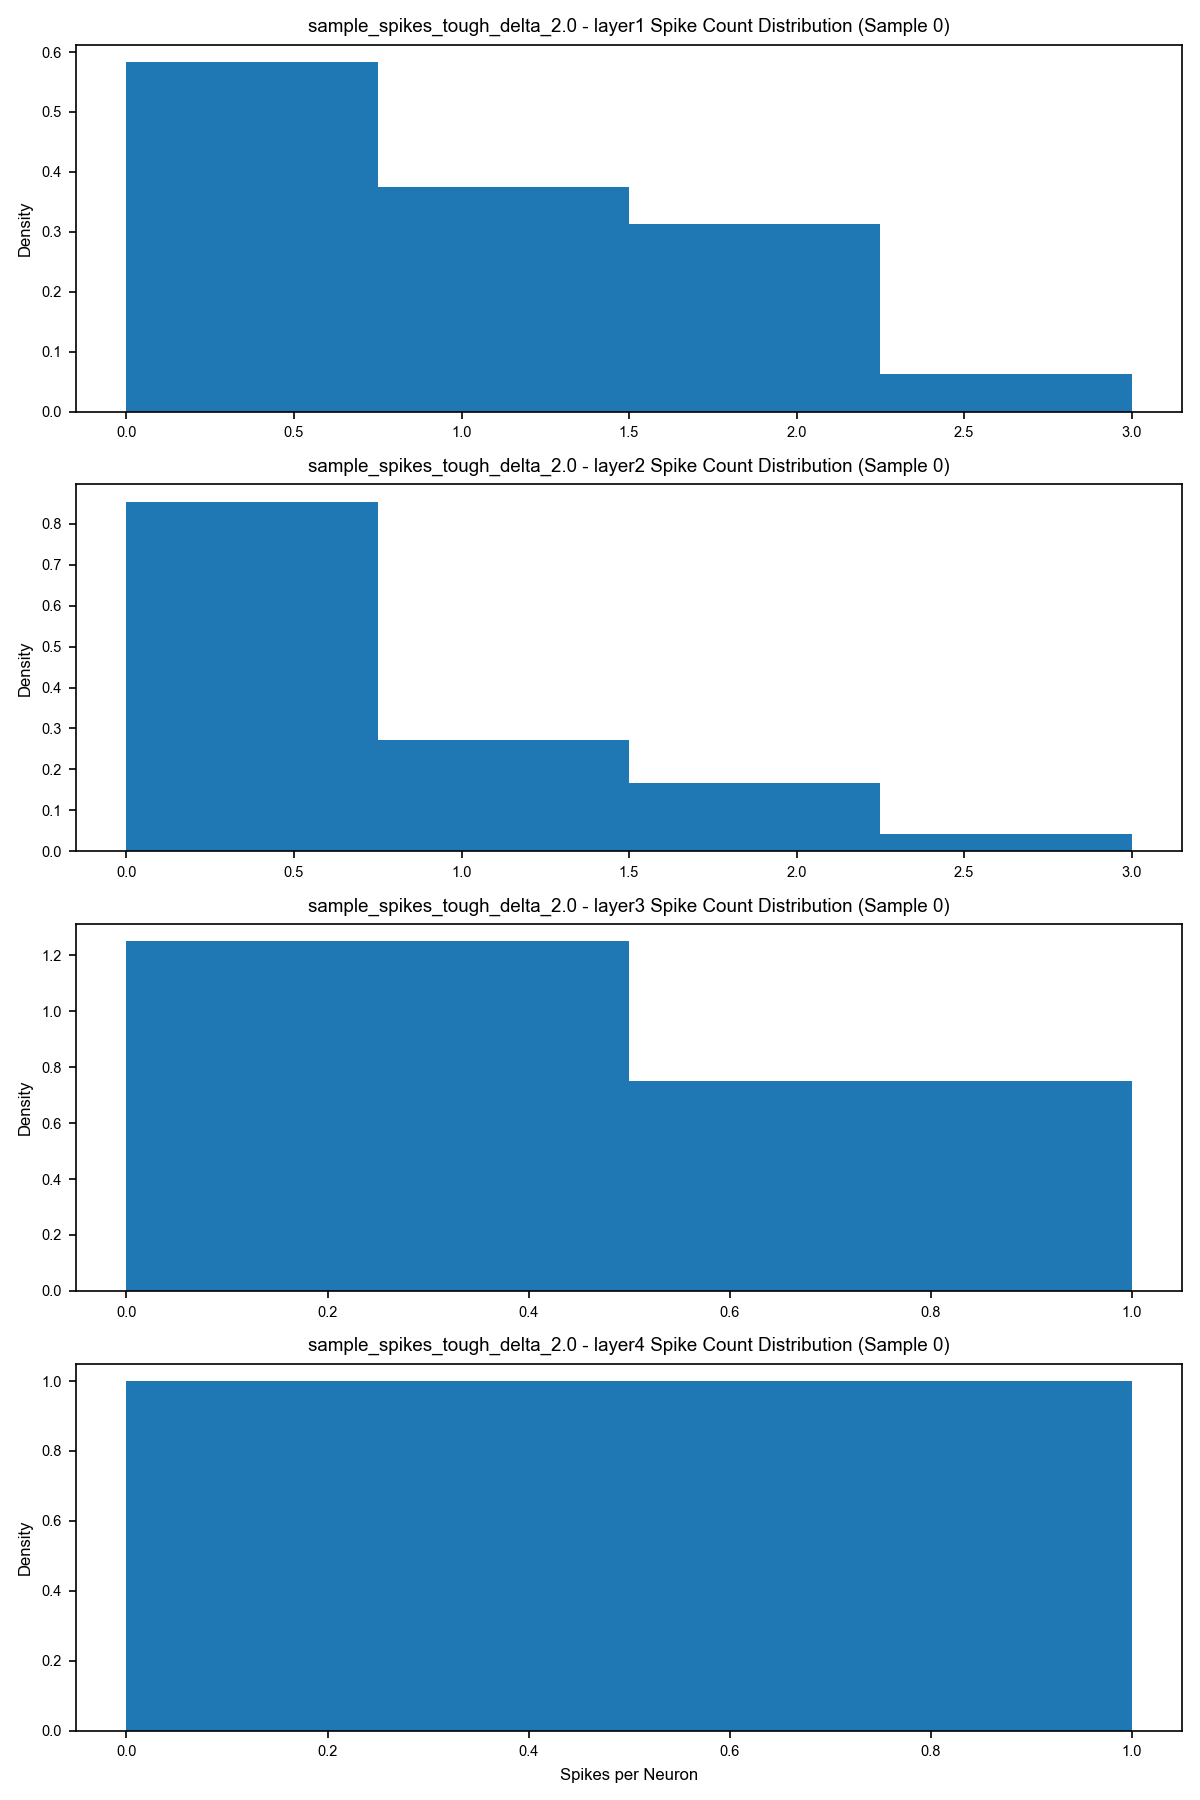 sample_spikes_tough_delta_2.0 - layer1 Spike Count Distribution (Sample 0)
0.6
0.5
0.4
0.3
0.2
0.1
0.0
Density
0.0 0.5 1.0 1.5 2.0 2.5 3.0
sample_spikes_tough_delta_2.0 - layer2 Spike Count Distribution (Sample 0)
0.8
0.7
0.6
0.5
0.4
0.3
0.2
0.1
0.0
Density
0.0 0.5 1.0 1.5 2.0 2.5 3.0
sample_spikes_tough_delta_2.0 - layer3 Spike Count Distribution (Sample 0)
1.2
1.0
0.8
0.6
0.4
0.2
0.0
Density
0.0 0.2 0.4 0.6 0.8 1.0
sample_spikes_tough_delta_2.0 - layer4 Spike Count Distribution (Sample 0)
1.0
0.8
0.6
0.4
0.2
0.0
Density
0.0 0.2 0.4 0.6 0.8 1.0
Spikes per Neuron